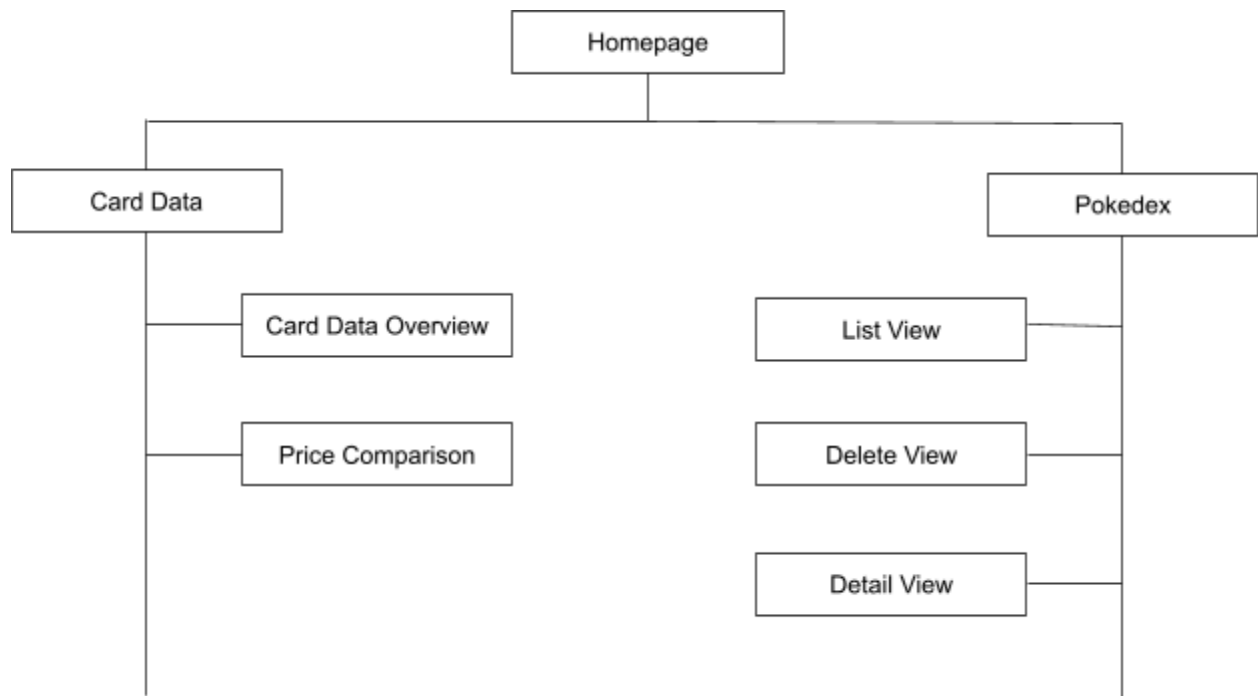 Homepage
Card Data
Pokedex
Card Data Overview
List View
Price Comparison
Delete View
Detail View